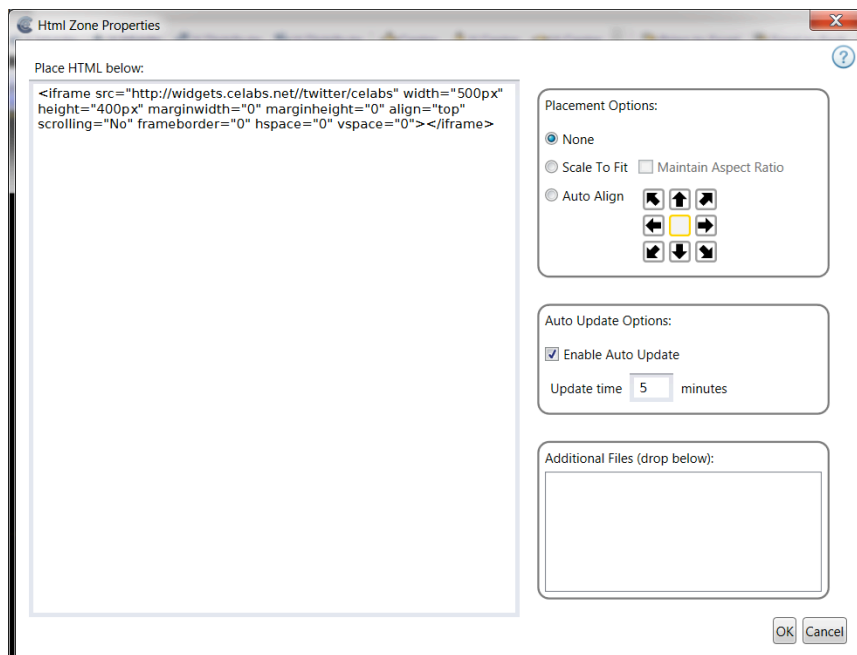 Html Zone Properties
Place HTML below:
<iframe src="http://widgets.celabs.net//twitter/celabs" width="500px"
height="400px" marginwidth="0" marginheight="0" align="top"
scrolling="No" frameborder="0" hspace="0" vspace="0"></iframe>
Placement Options:
None
Scale To Fit Maintain Aspect Ratio
Auto Align
Auto Update Options:
Enable Auto Update
Update time 5 minutes
Additional Files (drop below):
OK Cancel